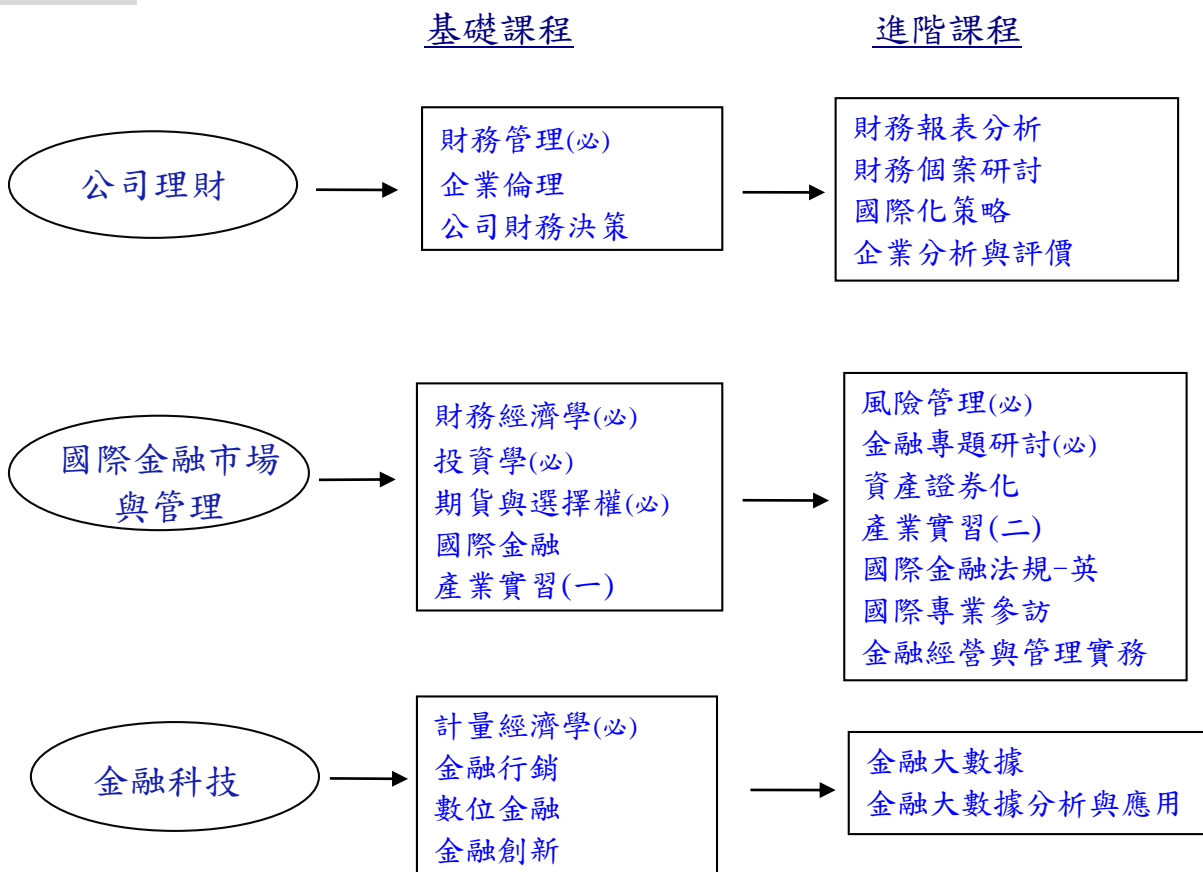 基礎課程
進階課程
公司理財
財務管理(必)
企業倫理
公司財務決策
財務報表分析
財務個案研討
國際化策略
企業分析與評價
國際金融市場
與管理
財務經濟學(必)
投資學(必)
期貨與選擇權(必)
國際金融
產業實習(一)
風險管理(必)
金融專題研討(必)
資產證券化
產業實習(二)
國際金融法規-英
國際專業參訪
金融經營與管理實務
金融科技
計量經濟學(必)
金融行銷
數位金融
金融創新
金融大數據
金融大數據分析與應用